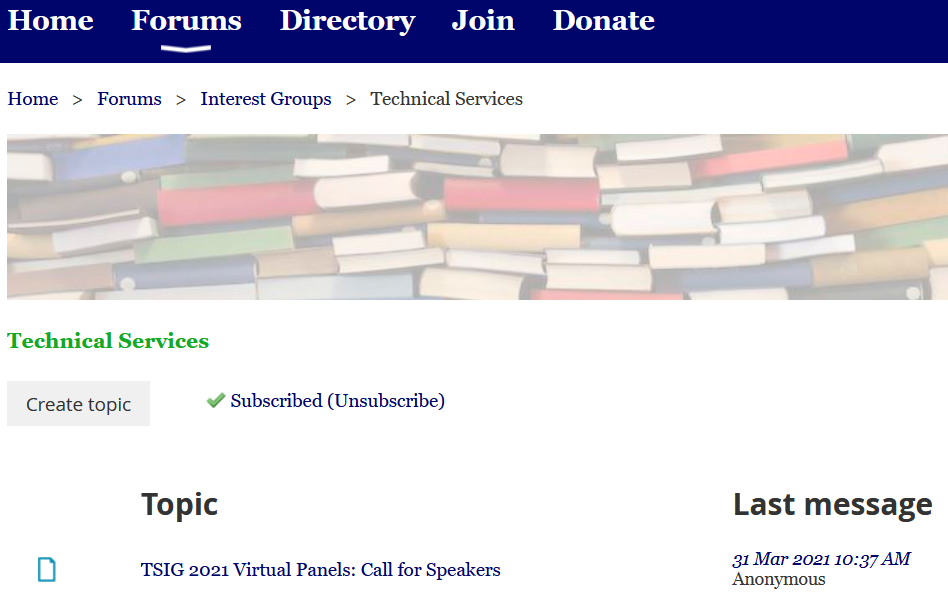 Home Forums Directory Join Donate
Home > Forums > Interest Groups > Technical Services
Technical Services
Create topic Subscribed (Unsubscribe)
Topic Last message
TSIG 2021 Virtual Panels: Call for Speakers 31 Mar 2021 10:37 AM
Anonymous